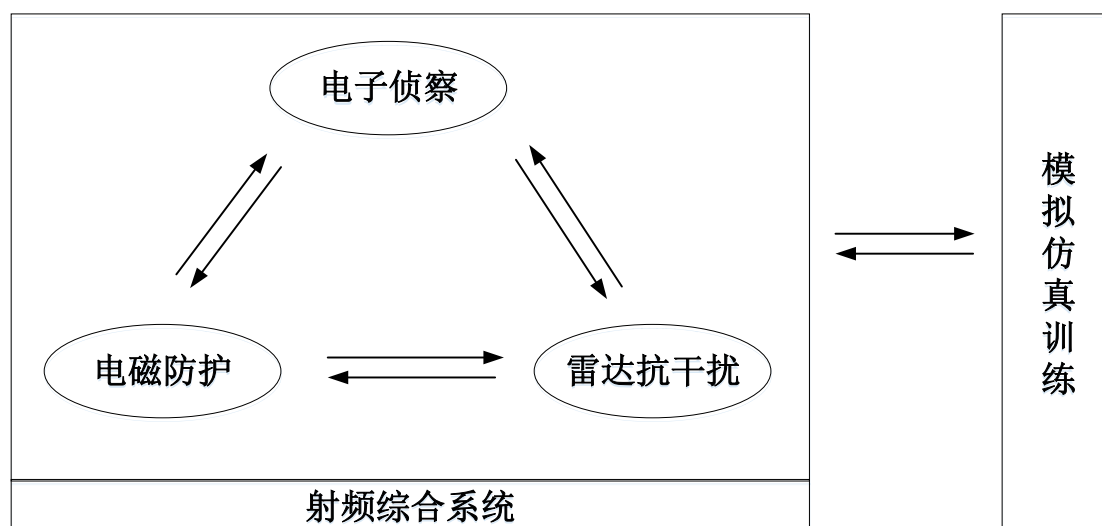 电子侦察
模拟仿真训练
电磁防护
雷达抗干扰
射频综合系统